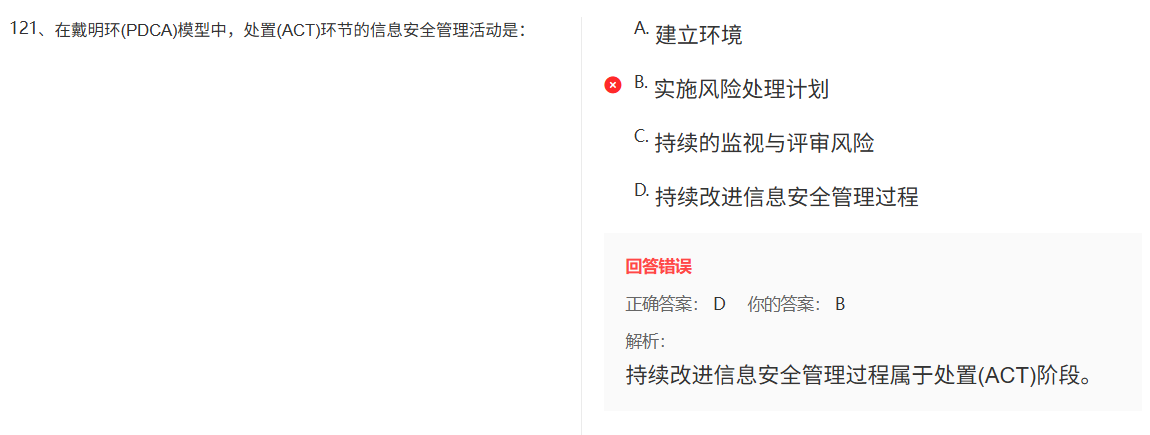 121、在戴明环(PDCA)模型中，处置(ACT)环节的信息安全管理活动是：
A. 建立环境
B. 实施风险处理计划
C. 持续的监视与评审风险
D. 持续改进信息安全管理过程
回答错误
正确答案： D 你的答案： B
解析：
持续改进信息安全管理过程属于处置(ACT)阶段。